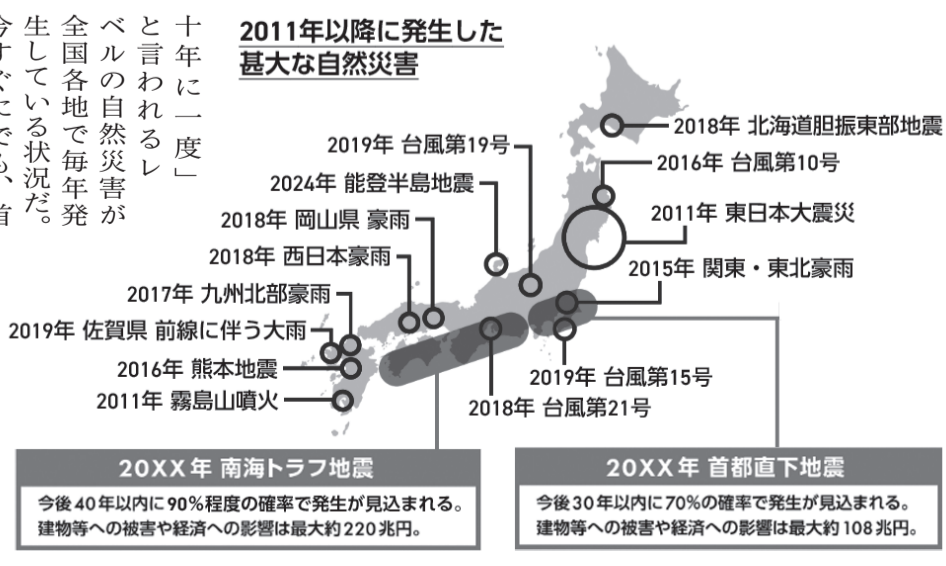 十年に一度」
と言われるレ
ベルの自然災害が
全国各地で毎年発
生している状況だ。
2011年以降に発生した
甚大な自然災害
2018年 北海道胆振東部地震
2019年 台風第19号
2016年 台風第10号
2024年 能登半島地震
2011年 東日本大震災
2018年 岡山県 豪雨
2018年 西日本豪雨
2015年 関東・東北豪雨
2017年 九州北部豪雨
2019年 佐賀県 前線に伴う大雨
2016年 熊本地震
2019年 台風第15号
2011年 霧島山噴火
2018年 台風第21号
20XX年 南海トラフ地震
今後40年以内に90%程度の確率で発生が見込まれる。
建物等への被害や経済への影響は最大約220兆円。
20XX年 首都直下地震
今後30年以内に70%の確率で発生が見込まれる。
建物等への被害や経済への影響は最大約108兆円。